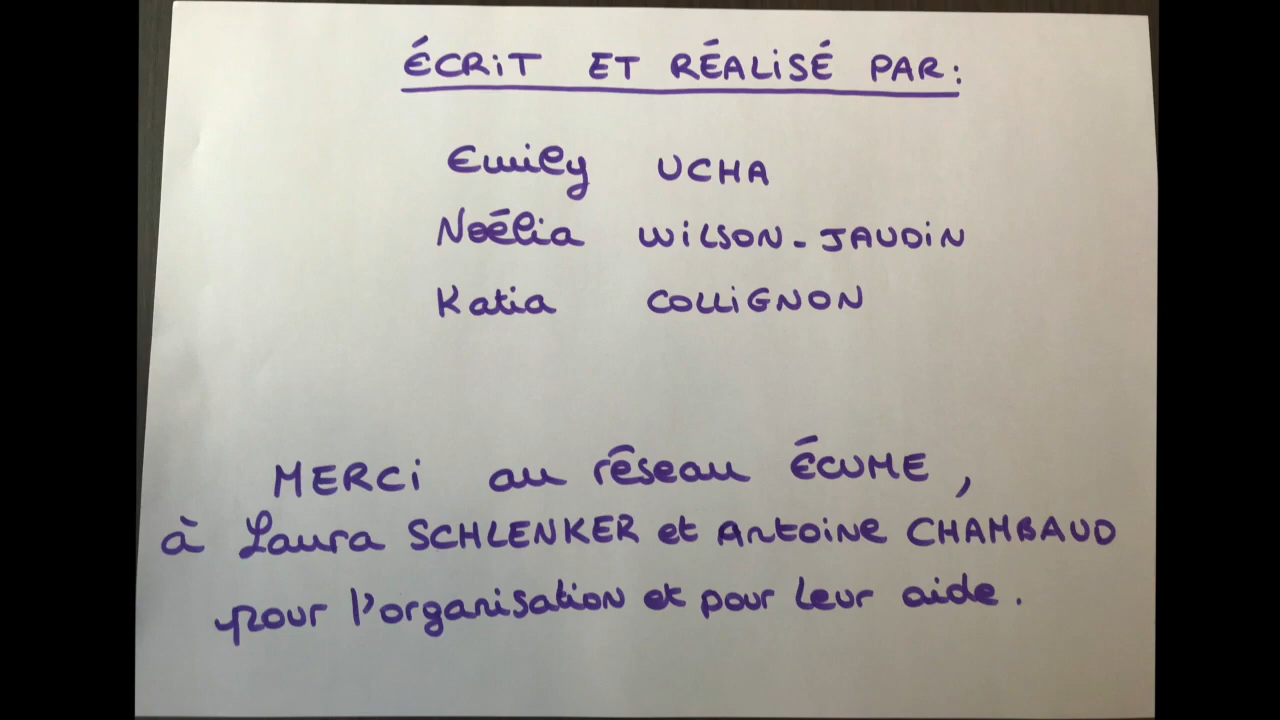 ÉCRIT ET RÉALISÉ PAR:
Emily UCHA
Noélia WILSON-JAUDIN
Katia COLLIGNON
MERCI au réseau ÉCUME,
à Laura SCHLENKER et Antoine CHAMBAUD
pour l'organisation et pour leur aide.